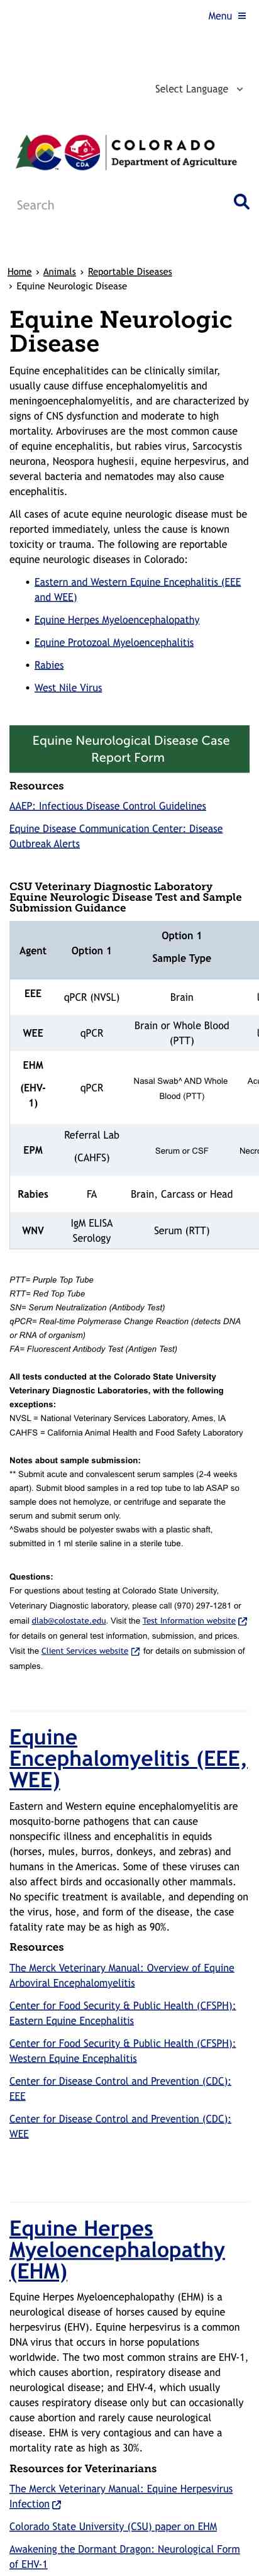 Menu ≡
Select Language
COLORADO
Department of Agriculture
CO
CDA
Search
Home › Animals › Reportable Diseases
› Equine Neurologic Disease
Equine Neurologic
Disease
Equine encephalitides can be clinically similar,
usually cause diffuse encephalomyelitis and
meningoencephalomyelitis, and are characterized by
signs of CNS dysfunction and moderate to high
mortality. Arboviruses are the most common cause
of equine encephalitis, but rabies virus, Sarcocystis
neurona, Neospora hughesii, equine herpesvirus, and
several bacteria and nematodes may also cause
encephalitis.
All cases of acute equine neurologic disease must be
reported immediately, unless the cause is known
toxicity or trauma. The following are reportable
equine neurologic diseases in Colorado:
• Eastern and Western Equine Encephalitis (EEE
and WEE)
• Equine Herpes Myeloencephalopathy
• Equine Protozoal Myeloencephalitis
• Rabies
• West Nile Virus
Equine Neurological Disease Case
Report Form
Resources
AAEP: Infectious Disease Control Guidelines
Equine Disease Communication Center: Disease
Outbreak Alerts
CSU Veterinary Diagnostic Laboratory
Equine Neurologic Disease Test and Sample
Submission Guidance
Agent Option 1 Option 1
Sample Type
EEE qPCR (NVSL) Brain
WEE qPCR Brain or Whole Blood
(PTT)
EHM
(EHV-
1) qPCR Nasal Swab^ AND Whole
Blood (PTT)
EPM Referral Lab
(CAHFS) Serum or CSF
Rabies FA Brain, Carcass or Head
WNV IgM ELISA
Serology Serum (RTT)
PTT= Purple Top Tube
RTT= Red Top Tube
SN= Serum Neutralization (Antibody Test)
qPCR= Real-time Polymerase Change Reaction (detects DNA
or RNA of organism)
FA= Fluorescent Antibody Test (Antigen Test)
All tests conducted at the Colorado State University
Veterinary Diagnostic Laboratories, with the following
exceptions:
NVSL = National Veterinary Services Laboratory, Ames, IA
CAHFS = California Animal Health and Food Safety Laboratory
Notes about sample submission:
** Submit acute and convalescent serum samples (2-4 weeks
apart). Submit blood samples in a red top tube to lab ASAP so
sample does not hemolyze, or centrifuge and separate the
serum and submit serum only.
^Swabs should be polyester swabs with a plastic shaft,
submitted in 1 ml sterile saline in a sterile tube.
Questions:
For questions about testing at Colorado State University,
Veterinary Diagnostic laboratory, please call (970) 297-1281 or
email dlab@colostate.edu. Visit the Test Information website
for details on general test information, submission, and prices.
Visit the Client Services website for details on submission of
samples.
Equine
Encephalomyelitis (EEE,
WEE)
Eastern and Western equine encephalomyelitis are
mosquito-borne pathogens that can cause
nonspecific illness and encephalitis in equids
(horses, mules, burros, donkeys, and zebras) and
humans in the Americas. Some of these viruses can
also affect birds and occasionally other mammals.
No specific treatment is available, and depending on
the virus, hose, and form of the disease, the case
fatality rate may be as high as 90%.
Resources
The Merck Veterinary Manual: Overview of Equine
Arboviral Encephalomyelitis
Center for Food Security & Public Health (CFSPH):
Eastern Equine Encephalitis
Center for Food Security & Public Health (CFSPH):
Western Equine Encephalitis
Center for Disease Control and Prevention (CDC):
EEE
Center for Disease Control and Prevention (CDC):
WEE
Equine Herpes
Myeloencephalopathy
(EHM)
Equine Herpes Myeloencephalopathy (EHM) is a
neurological disease of horses caused by equine
herpesvirus (EHV). Equine herpesvirus is a common
DNA virus that occurs in horse populations
worldwide. The two most common strains are EHV-1,
which causes abortion, respiratory disease and
neurological disease; and EHV-4, which usually
causes respiratory disease only but can occasionally
cause abortion and rarely cause neurological
disease. EHM is very contagious and can have a
mortality rate as high as 30%.
Resources for Veterinarians
The Merck Veterinary Manual: Equine Herpesvirus
Infection
Colorado State University (CSU) paper on EHM
Awakening the Dormant Dragon: Neurological Form
of EHV-1